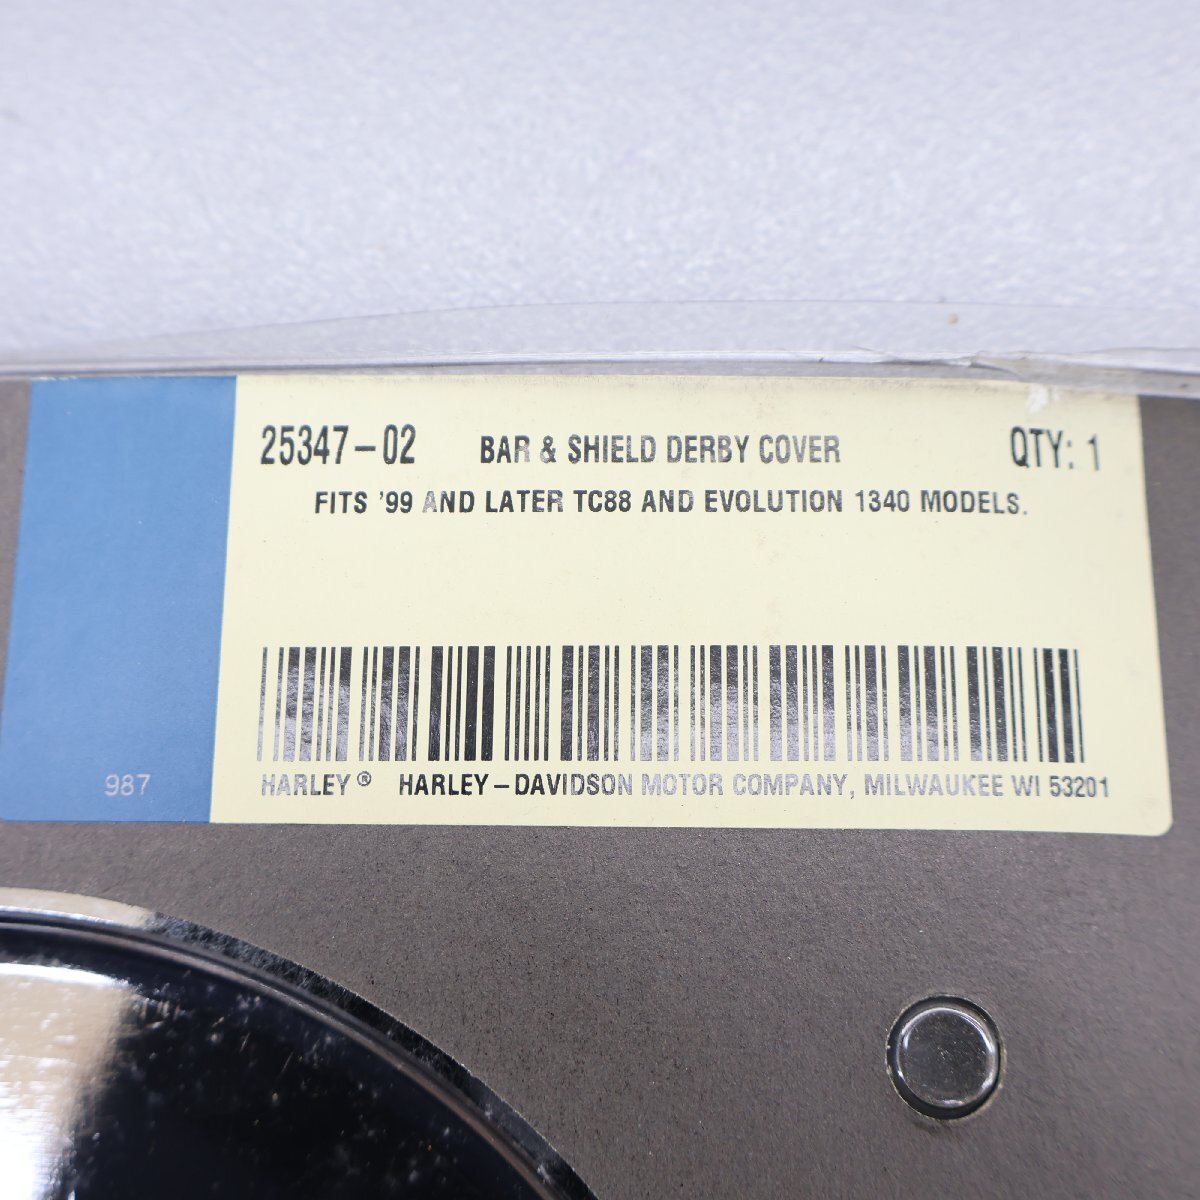 25347-02 BAR & SHIELD DERBY COVER QTY: 1
FITS '99 AND LATER TC88 AND EVOLUTION 1340 MODELS.
987
HARLEY® HARLEY-DAVIDSON MOTOR COMPANY, MILWAUKEE WI 53201